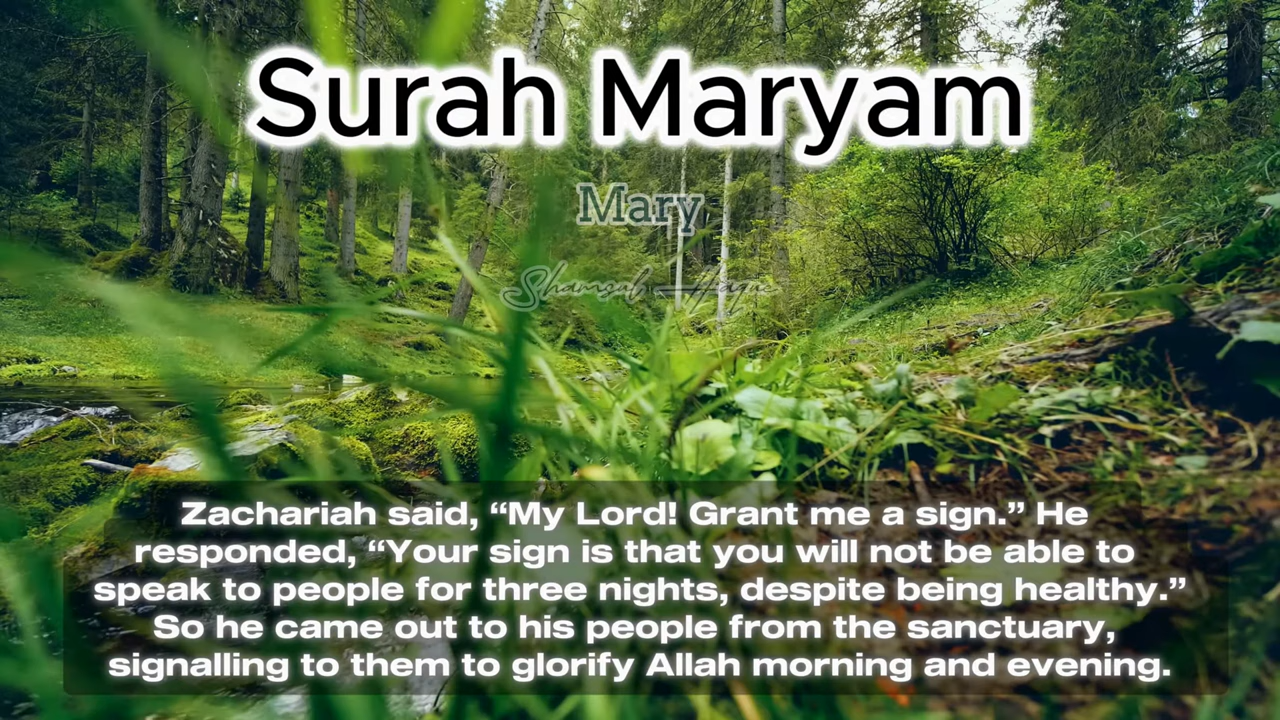 Surah Maryam
Mary
Shamsul Haque
Zachariah said, “My Lord! Grant me a sign.” He
responded, “Your sign is that you will not be able to
speak to people for three nights, despite being healthy.”
So he came out to his people from the sanctuary,
signalling to them to glorify Allah morning and evening.